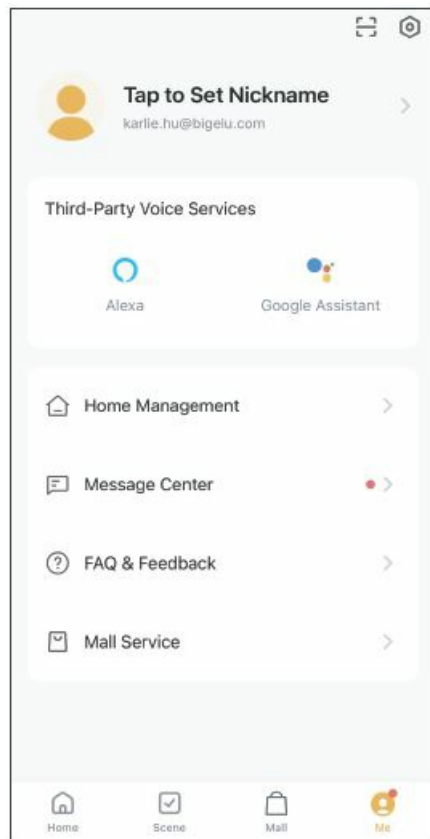 Tap to Set Nickname
karlie.hu@bigelu.com
Third-Party Voice Services
Alexa
Google Assistant
Home Management
Message Center
FAQ & Feedback
Mall Service
Home
Scene
Mall
Me